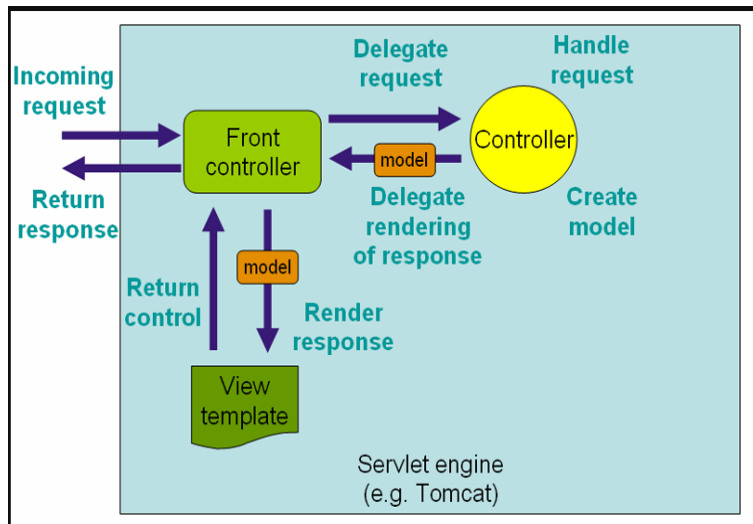 Incoming
request
Delegate
request
Handle
request
Front
controller
Controller
model
Return
response
Delegate
rendering
of response
Create
model
model
Return
control
Render
response
View
template
Servlet engine
(e.g. Tomcat)